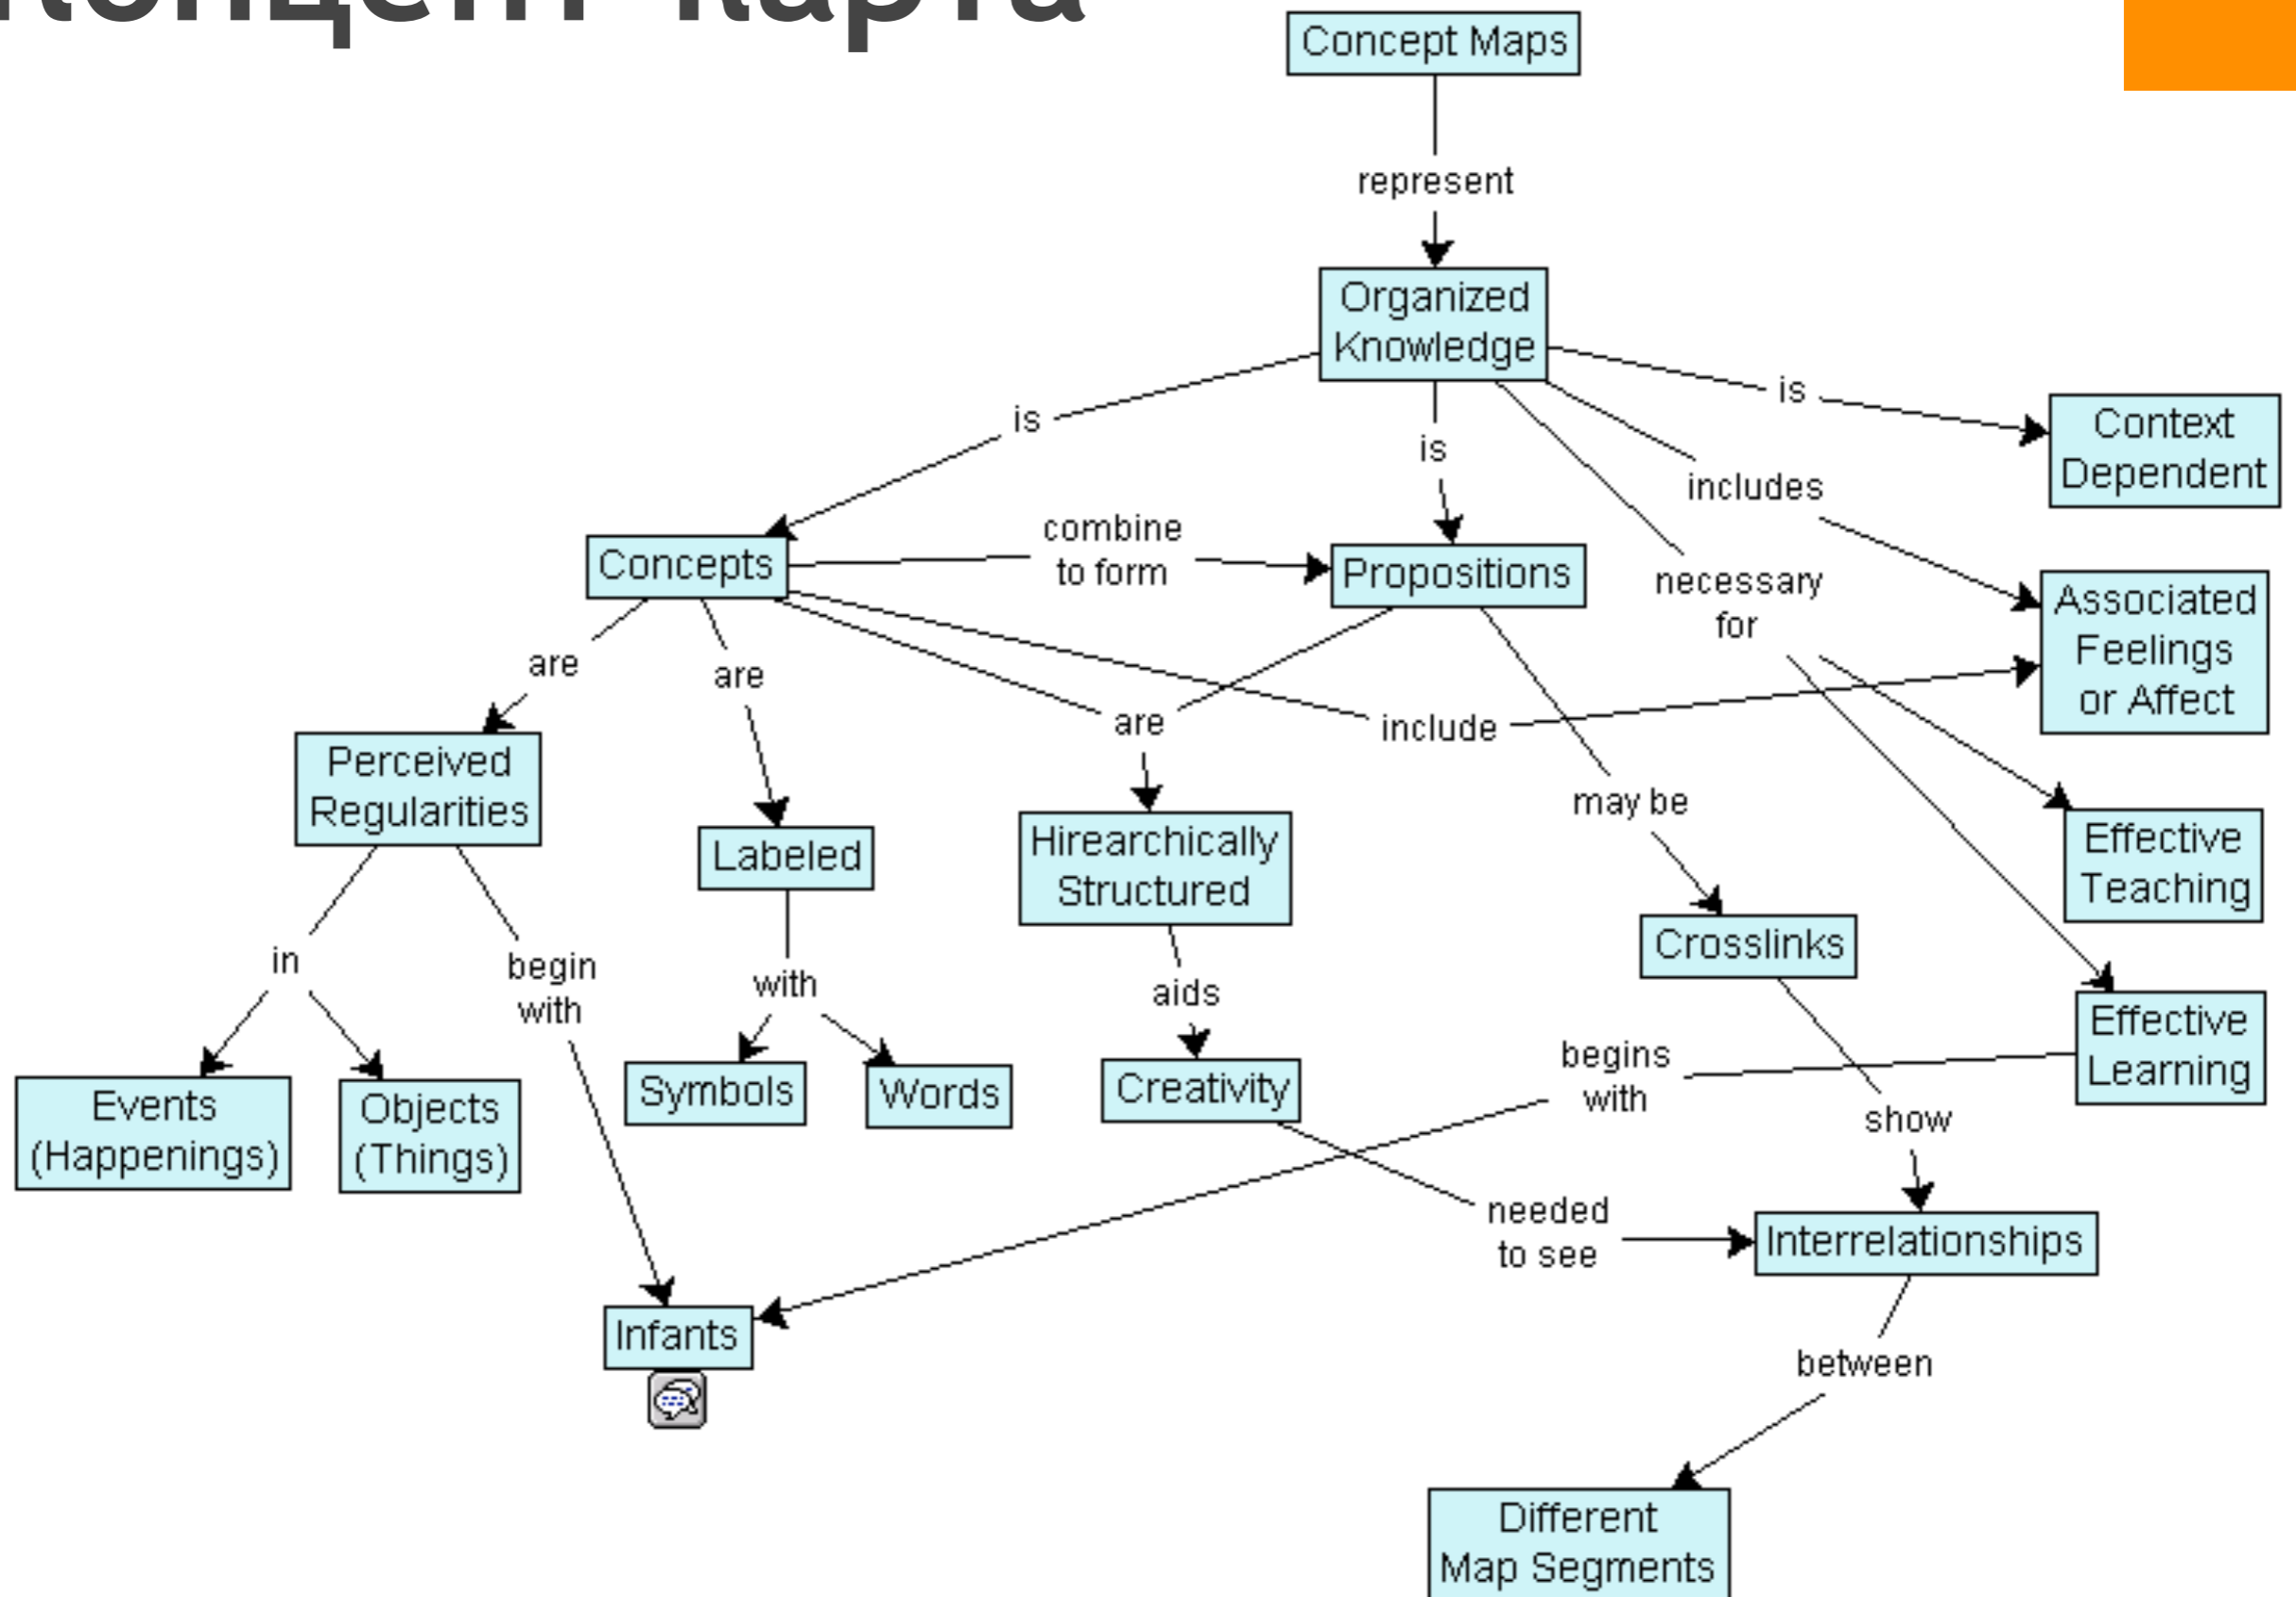 концепт-карта
Concept Maps
represent
Organized
Knowledge
is
is
is
Context
Dependent
includes
combine
to form
Concepts
Propositions
necessary
for
Associated
Feelings
or Affect
are
are
are
include
Perceived
Regularities
may be
Labeled
Hirearchically
Structured
Effective
Teaching
Crosslinks
in
begin
with
with
aids
Effective
Learning
begins
with
Events
(Happenings)
Objects
(Things)
Symbols
Words
Creativity
show
needed
to see
Interrelationships
Infants
between
Different
Map Segments